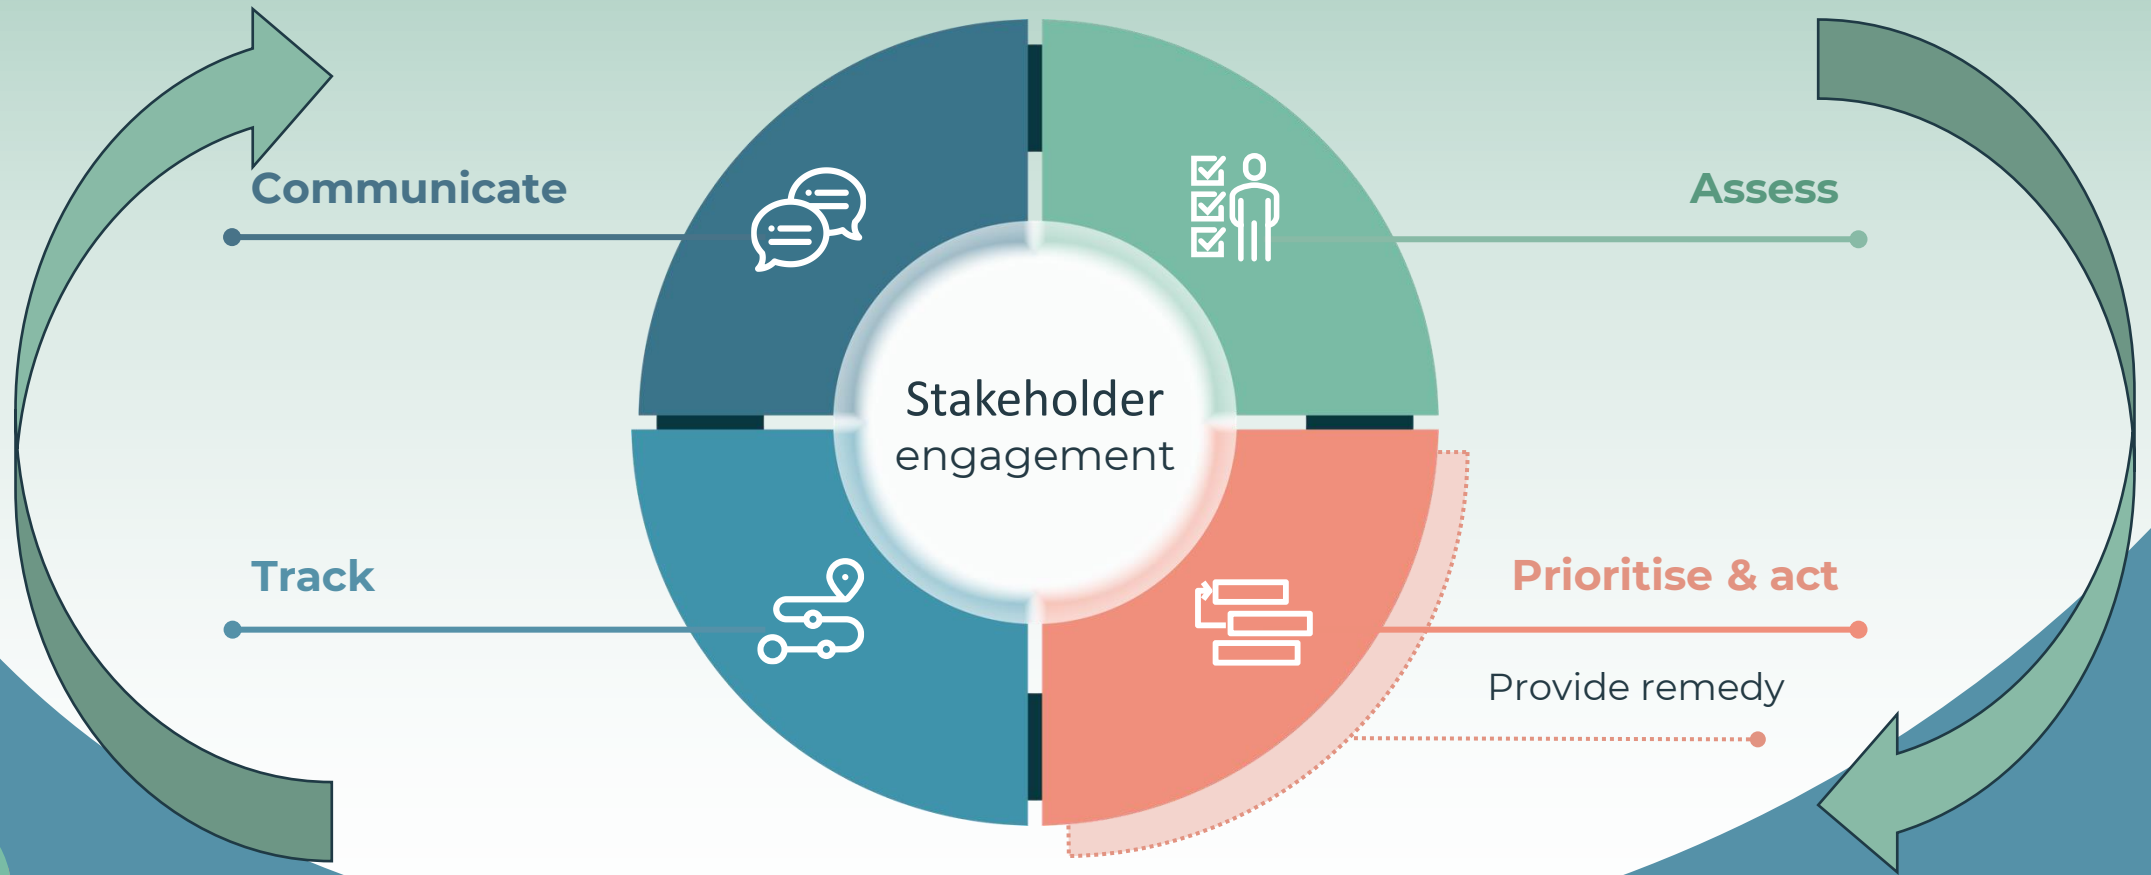 Communicate
Assess
Stakeholder
engagement
Track
Prioritise & act
Provide remedy